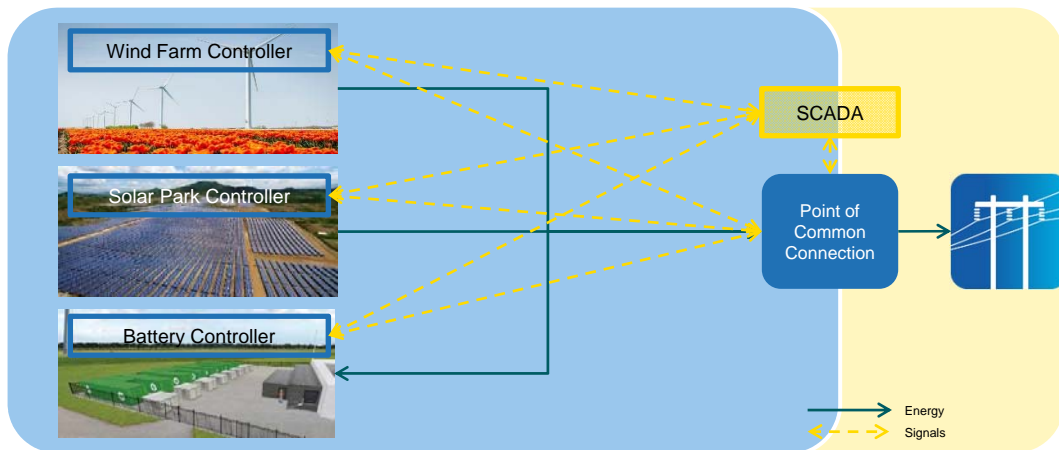 Wind Farm Controller
SCADA
Solar Park Controller
Point of
Common
Connection
Battery Controller
Energy
Signals